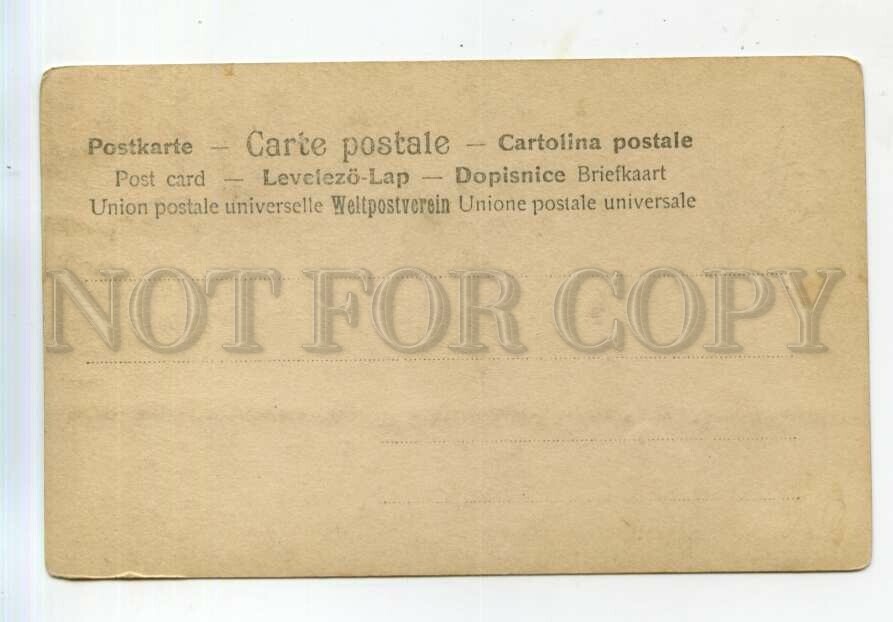 Postkarte — Carte postale — Cartolina postale
Post card — Levelezö-Lap — Dopisnice Briefkaart
Union postale universelle Weltpostverein Unione postale universale
NOT FOR COPY